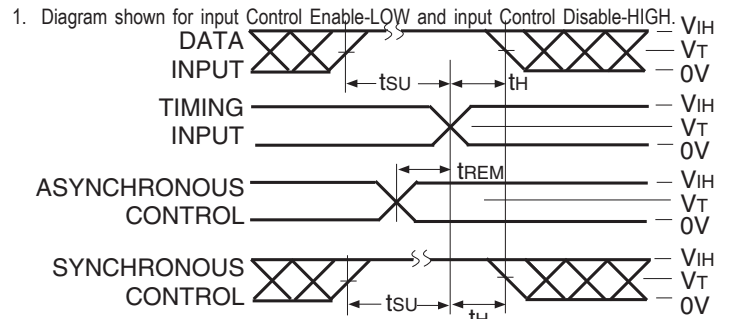 1. Diagram shown for input Control Enable-LOW and input Control Disable-HIGH.
DATA
INPUT
tSU
tH
VIH
VT
0V
TIMING
INPUT
VIH
VT
0V
tREM
ASYNCHRONOUS
CONTROL
VIH
VT
0V
SYNCHRONOUS
CONTROL
tSU
tH
VIH
VT
0V